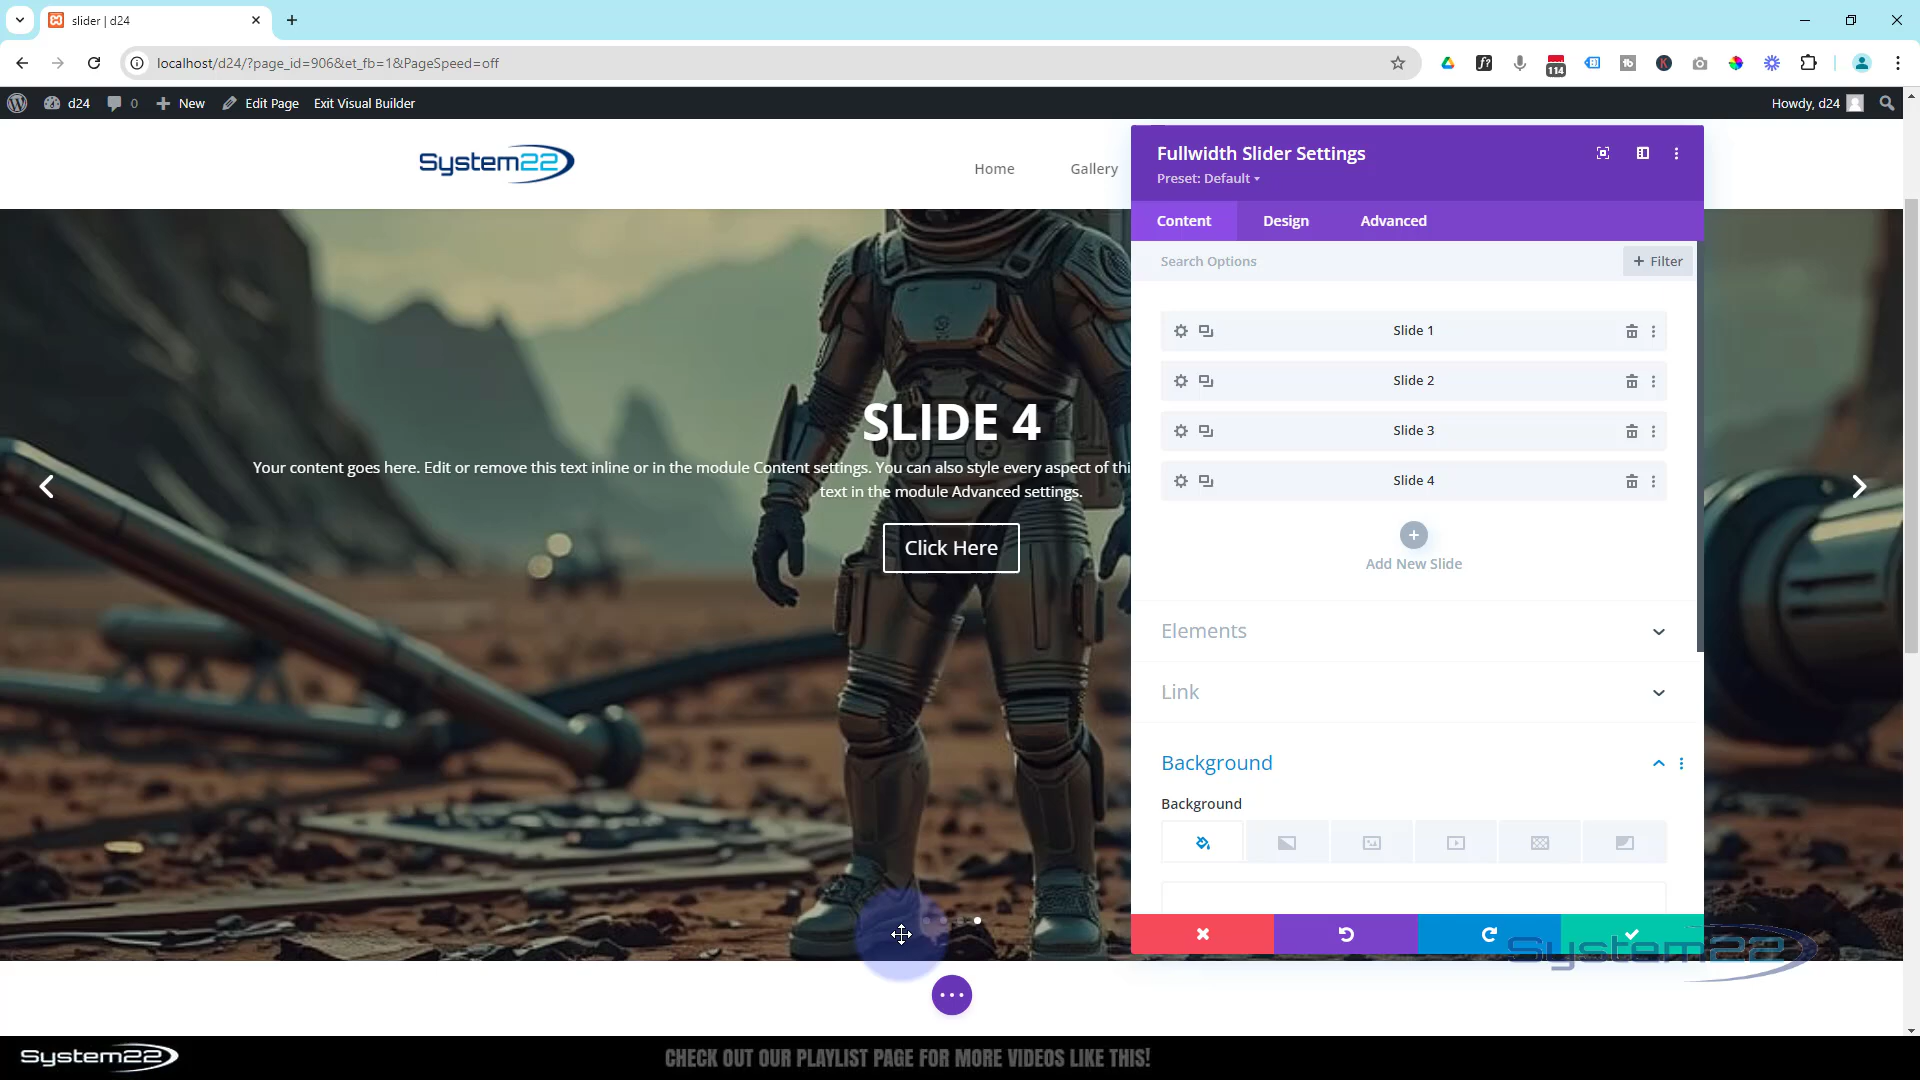 slider | d24
localhost/d24/?page_id=906&et_fb=1&PageSpeed=off
f?
114
tb
K
d24
0
New
Edit Page
Exit Visual Builder
Howdy, d24
System22
Home
Gallery
Fullwidth Slider Settings
Preset: Default
Content
Design
Advanced
Search Options
+ Filter
Slide 1
Slide 2
Slide 3
Slide 4
Add New Slide
Elements
Link
Background
Background
SLIDE 4
Your content goes here. Edit or remove this text inline or in the module Content settings. You can also style every aspect of thi
text in the module Advanced settings.
Click Here
System22
System22
CHECK OUT OUR PLAYLIST PAGE FOR MORE VIDEOS LIKE THIS!